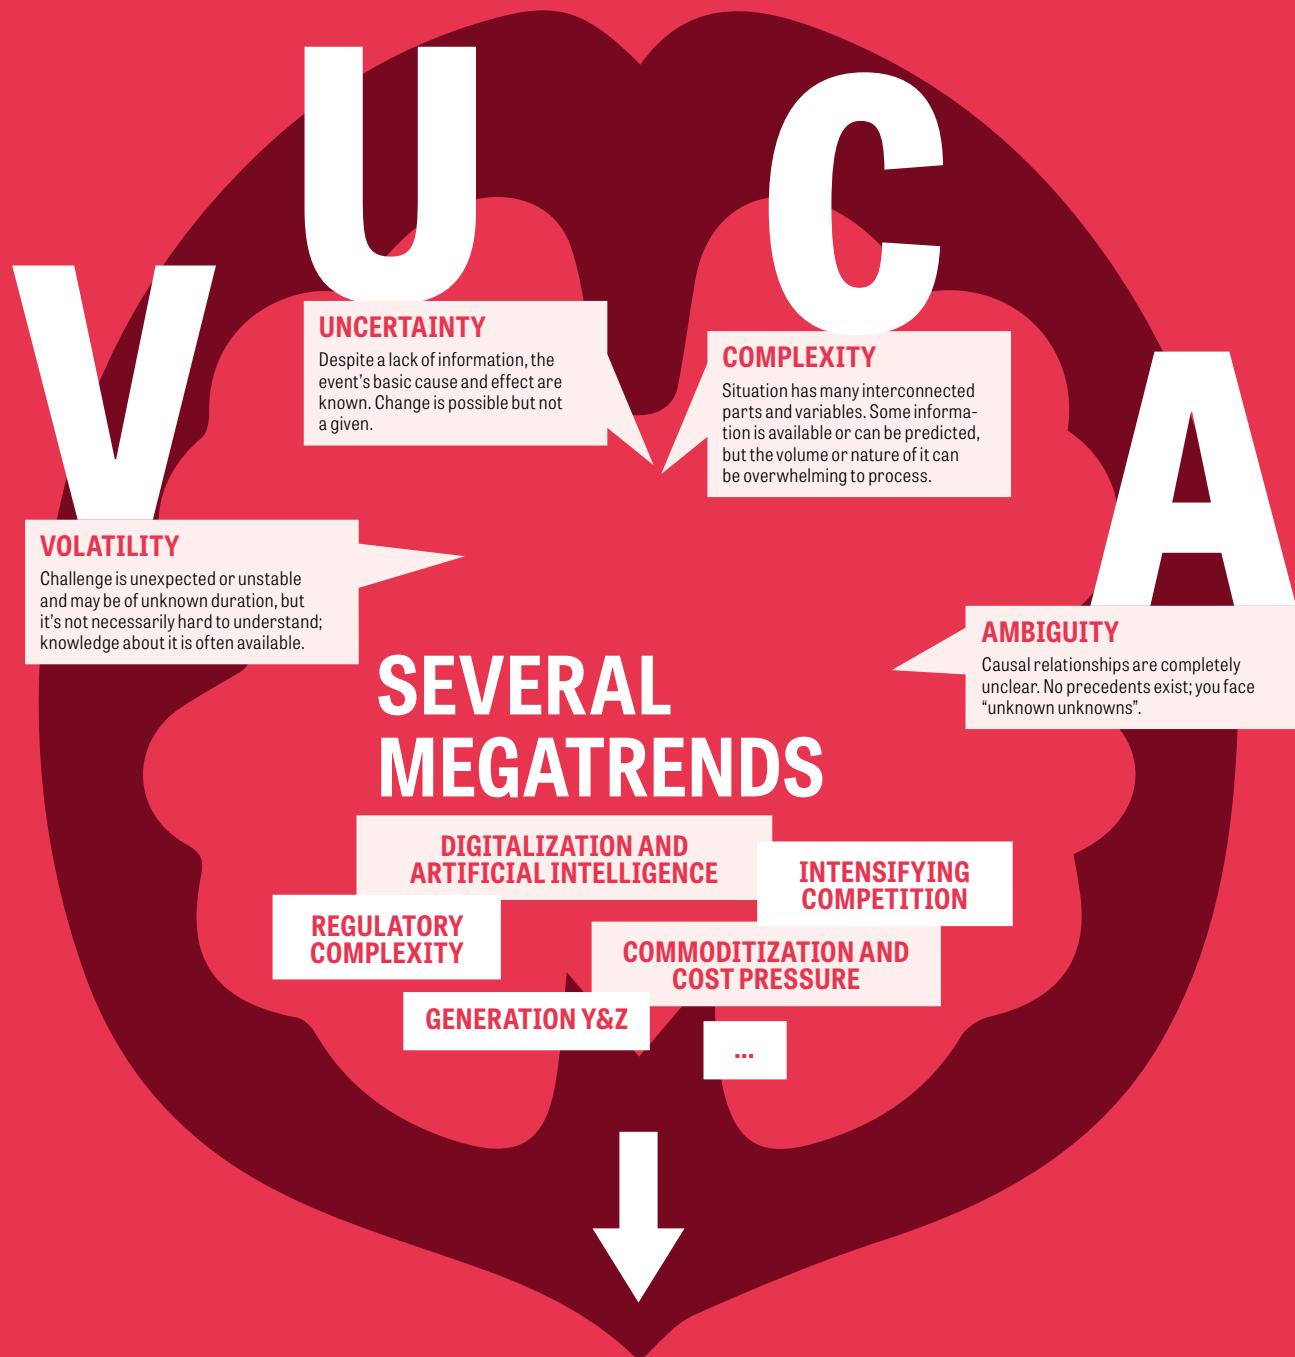 V
U
C
A
VOLATILITY
Challenge is unexpected or unstable
and may be of unknown duration, but
it's not necessarily hard to understand;
knowledge about it is often available.
UNCERTAINTY
Despite a lack of information, the
event's basic cause and effect are
known. Change is possible but not
a given.
COMPLEXITY
Situation has many interconnected
parts and variables. Some informa-
tion is available or can be predicted,
but the volume or nature of it can
be overwhelming to process.
AMBIGUITY
Causal relationships are completely
unclear. No precedents exist; you face
“unknown unknowns”.
SEVERAL
MEGATRENDS
DIGITALIZATION AND
ARTIFICIAL INTELLIGENCE
INTENSIFYING
COMPETITION
REGULATORY
COMPLEXITY
COMMODITIZATION AND
COST PRESSURE
GENERATION Y&Z
...